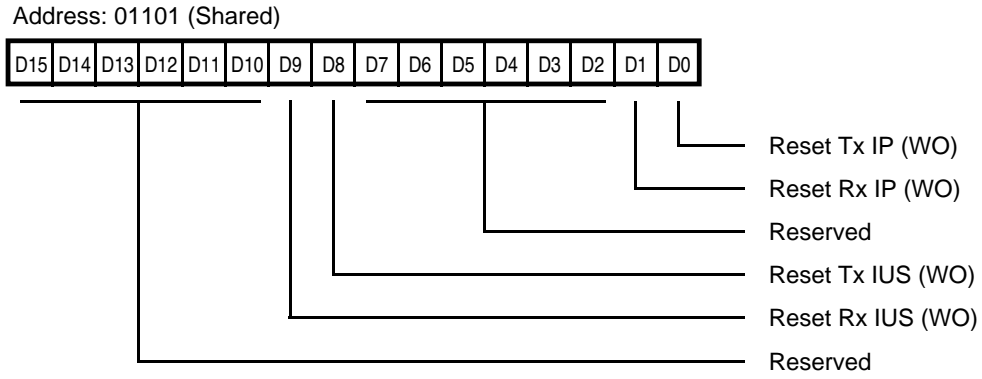 Address: 01101 (Shared)
D15 D14 D13 D12 D11 D10 D9 D8 D7 D6 D5 D4 D3 D2 D1 D0
Reset Tx IP (WO)
Reset Rx IP (WO)
Reserved
Reset Tx IUS (WO)
Reset Rx IUS (WO)
Reserved